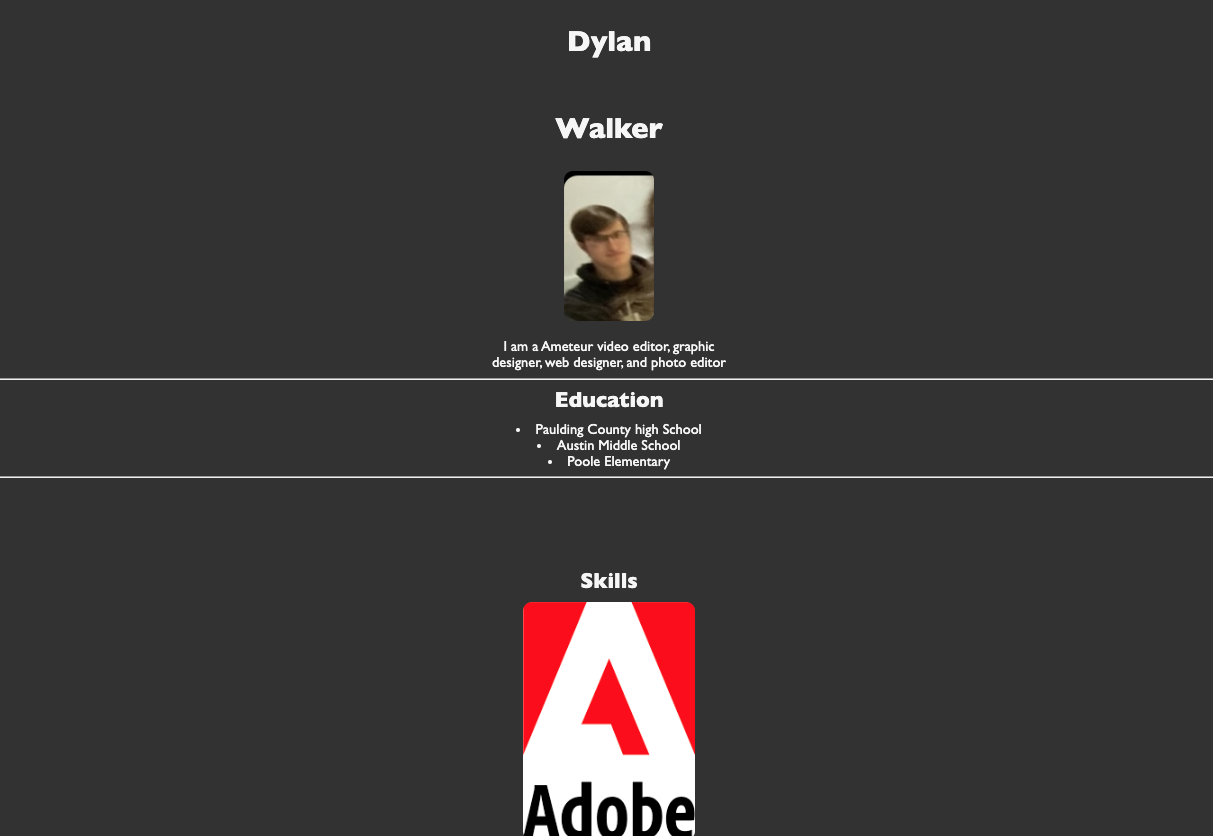 Dylan
Walker
I am a Ameteur video editor, graphic
designer, web designer, and photo editor
Education
Paulding County high School
Austin Middle School
Poole Elementary
Skills
Adobe